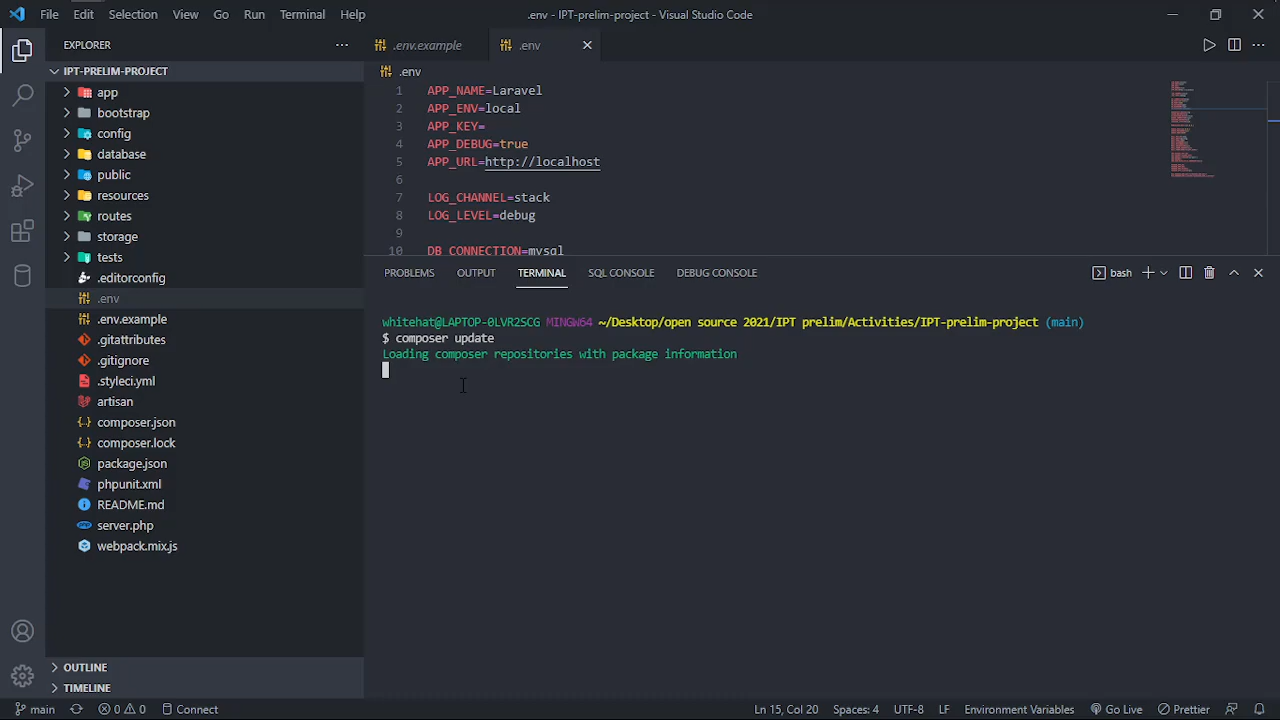 File Edit Selection View Go Run Terminal Help
.env - IPT-prelim-project - Visual Studio Code
EXPLORER
IPT-PRELIM-PROJECT
app
bootstrap
config
database
public
resources
routes
storage
tests
.editorconfig
.env
.env.example
.gitattributes
.gitignore
.styleci.yml
artisan
composer.json
composer.lock
package.json
phpunit.xml
README.md
server.php
webpack.mix.js
OUTLINE
TIMELINE
.env.example .env
.env
1 APP_NAME=Laravel
2 APP_ENV=local
3 APP_KEY=
4 APP_DEBUG=true
5 APP_URL=http://localhost
6
7 LOG_CHANNEL=stack
8 LOG_LEVEL=debug
9
10 DB_CONNECTION=mysql
PROBLEMS OUTPUT TERMINAL SQL CONSOLE DEBUG CONSOLE bash
whitehat@LAPTOP-0LVR2SCG MINGW64 ~/Desktop/open source 2021/IPT prelim/Activities/IPT-prelim-project (main)
$ composer update
Loading composer repositories with package information
main 0 0 Connect Ln 15, Col 20 Spaces: 4 UTF-8 LF Environment Variables Go Live Prettier